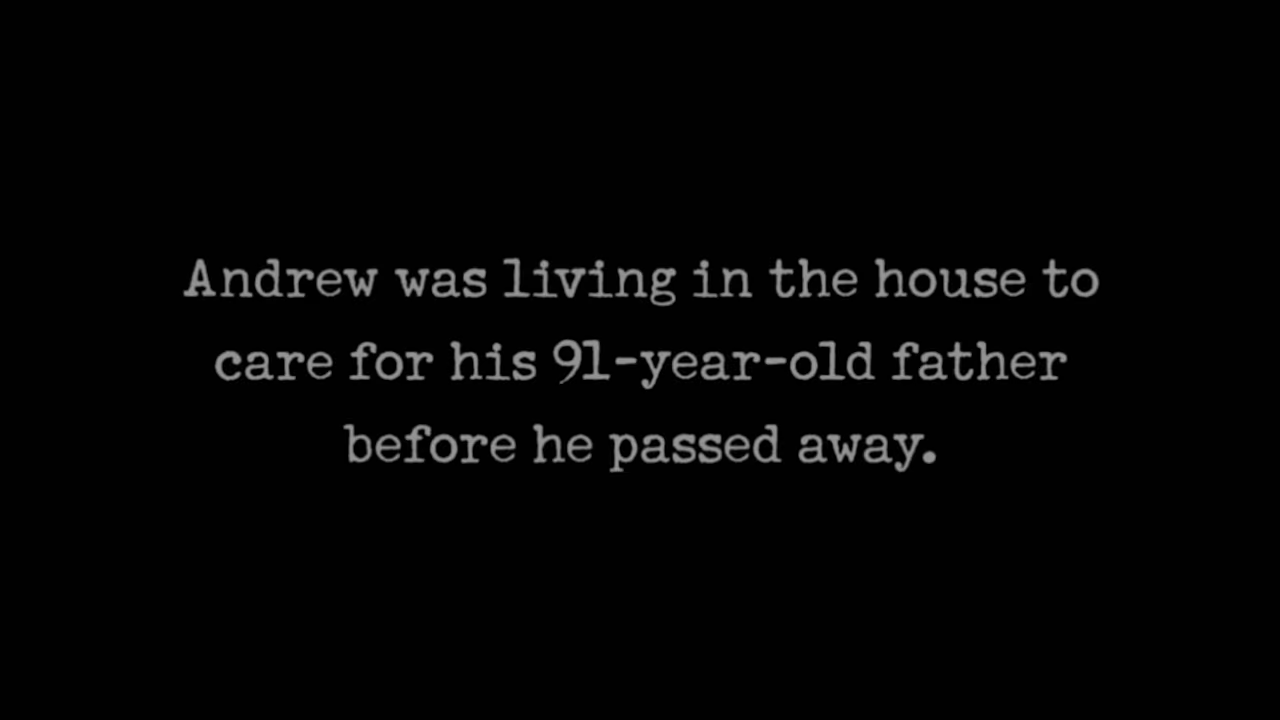 Andrew was living in the house to
care for his 91-year-old father
before he passed away.